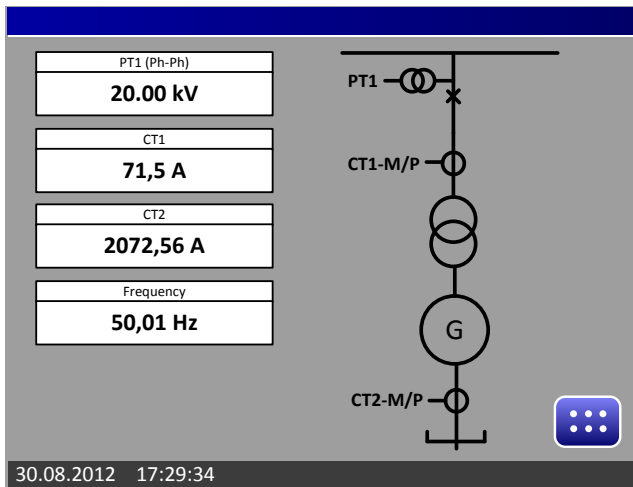 PT1 (Ph-Ph)
20.00 kV
CT1
71,5 A
CT2
2072,56 A
Frequency
50,01 Hz
PT1
CT1-M/P
G
CT2-M/P
30.08.2012 17:29:34